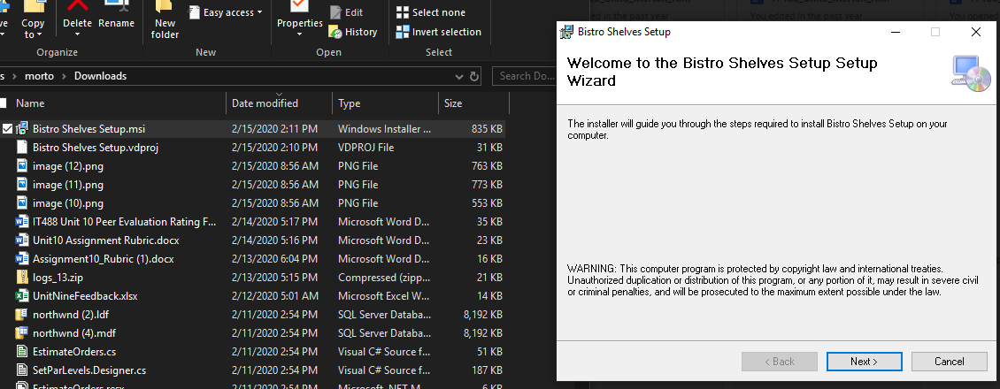 Copy
to
Delete
Rename
New
folder
Easy access
Properties
Edit
History
Select none
Invert selection
Organize
New
Open
Select
s > morto > Downloads
Search Do...
Name
Date modified
Type
Size
Bistro Shelves Setup.msi 2/15/2020 2:11 PM Windows Installer ... 835 KB
Bistro Shelves Setup.vdproj 2/15/2020 2:10 PM VDPROJ File 31 KB
image (12).png 2/15/2020 8:56 AM PNG File 763 KB
image (11).png 2/15/2020 8:56 AM PNG File 773 KB
image (10).png 2/15/2020 8:56 AM PNG File 553 KB
IT488 Unit 10 Peer Evaluation Rating F... 2/14/2020 5:17 PM Microsoft Word D... 35 KB
Unit10 Assignment Rubric.docx 2/14/2020 5:16 PM Microsoft Word D... 23 KB
Assignment10_Rubric (1).docx 2/13/2020 6:04 PM Microsoft Word D... 16 KB
logs_13.zip 2/13/2020 5:15 PM Compressed (zipp... 21 KB
UnitNineFeedback.xlsx 2/12/2020 5:01 AM Microsoft Excel W... 14 KB
northwnd (2).ldf 2/11/2020 2:54 PM SQL Server Databa... 8,192 KB
northwnd (4).mdf 2/11/2020 2:54 PM SQL Server Databa... 8,192 KB
EstimateOrders.cs 2/11/2020 2:54 PM Visual C# Source f... 51 KB
SetParLevels.Designer.cs 2/11/2020 2:54 PM Visual C# Source f... 187 KB
EstimateOrders.resx 2/11/2020 2:54 PM Microsoft .NET M... 6 KB
ed in the past year
You edited in the past year
You opened
Bistro Shelves Setup
Welcome to the Bistro Shelves Setup Setup
Wizard
The installer will guide you through the steps required to install Bistro Shelves Setup on your
computer.
WARNING: This computer program is protected by copyright law and international treaties.
Unauthorized duplication or distribution of this program, or any portion of it, may result in severe civil
or criminal penalties, and will be prosecuted to the maximum extent possible under the law.
< Back
Next >
Cancel